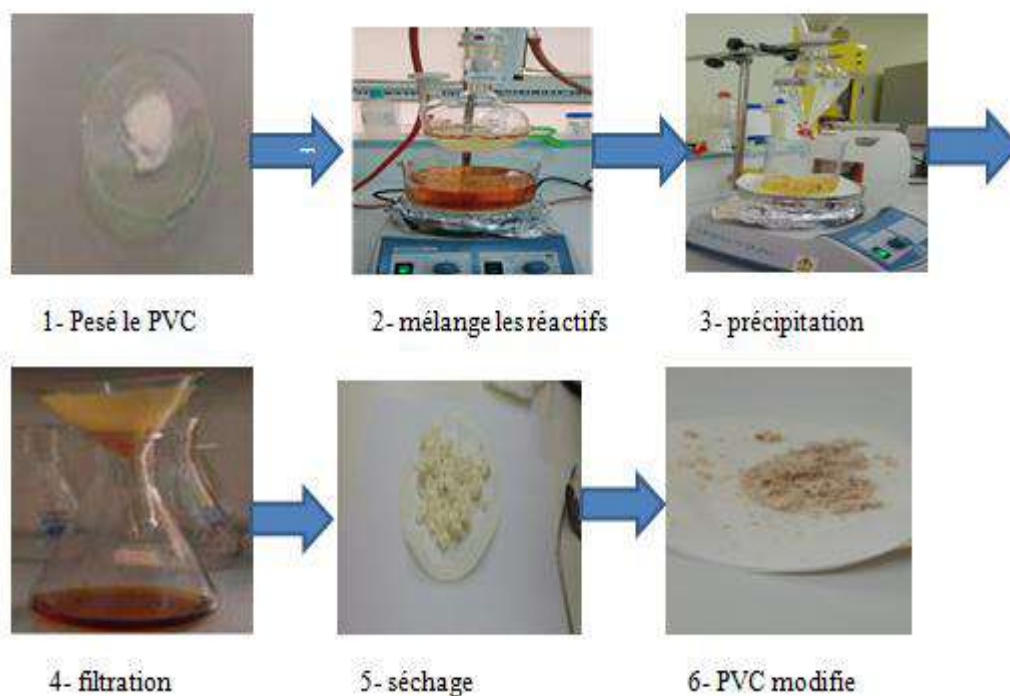 1- Pesé le PVC
2- mélange les réactifs
3- précipitation
4- filtration
5- séchage
6- PVC modifie